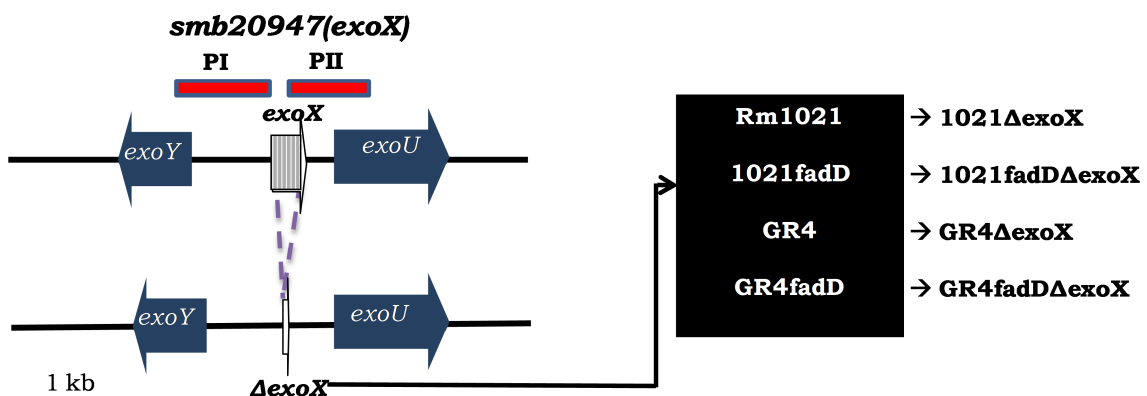 smb20947(exoX)
PI PII
exoX
exoY exoU
exoY exoU
1 kb
ΔexoX
Rm1021 → 1021ΔexoX
1021fadD → 1021fadDΔexoX
GR4 → GR4ΔexoX
GR4fadD → GR4fadDΔexoX